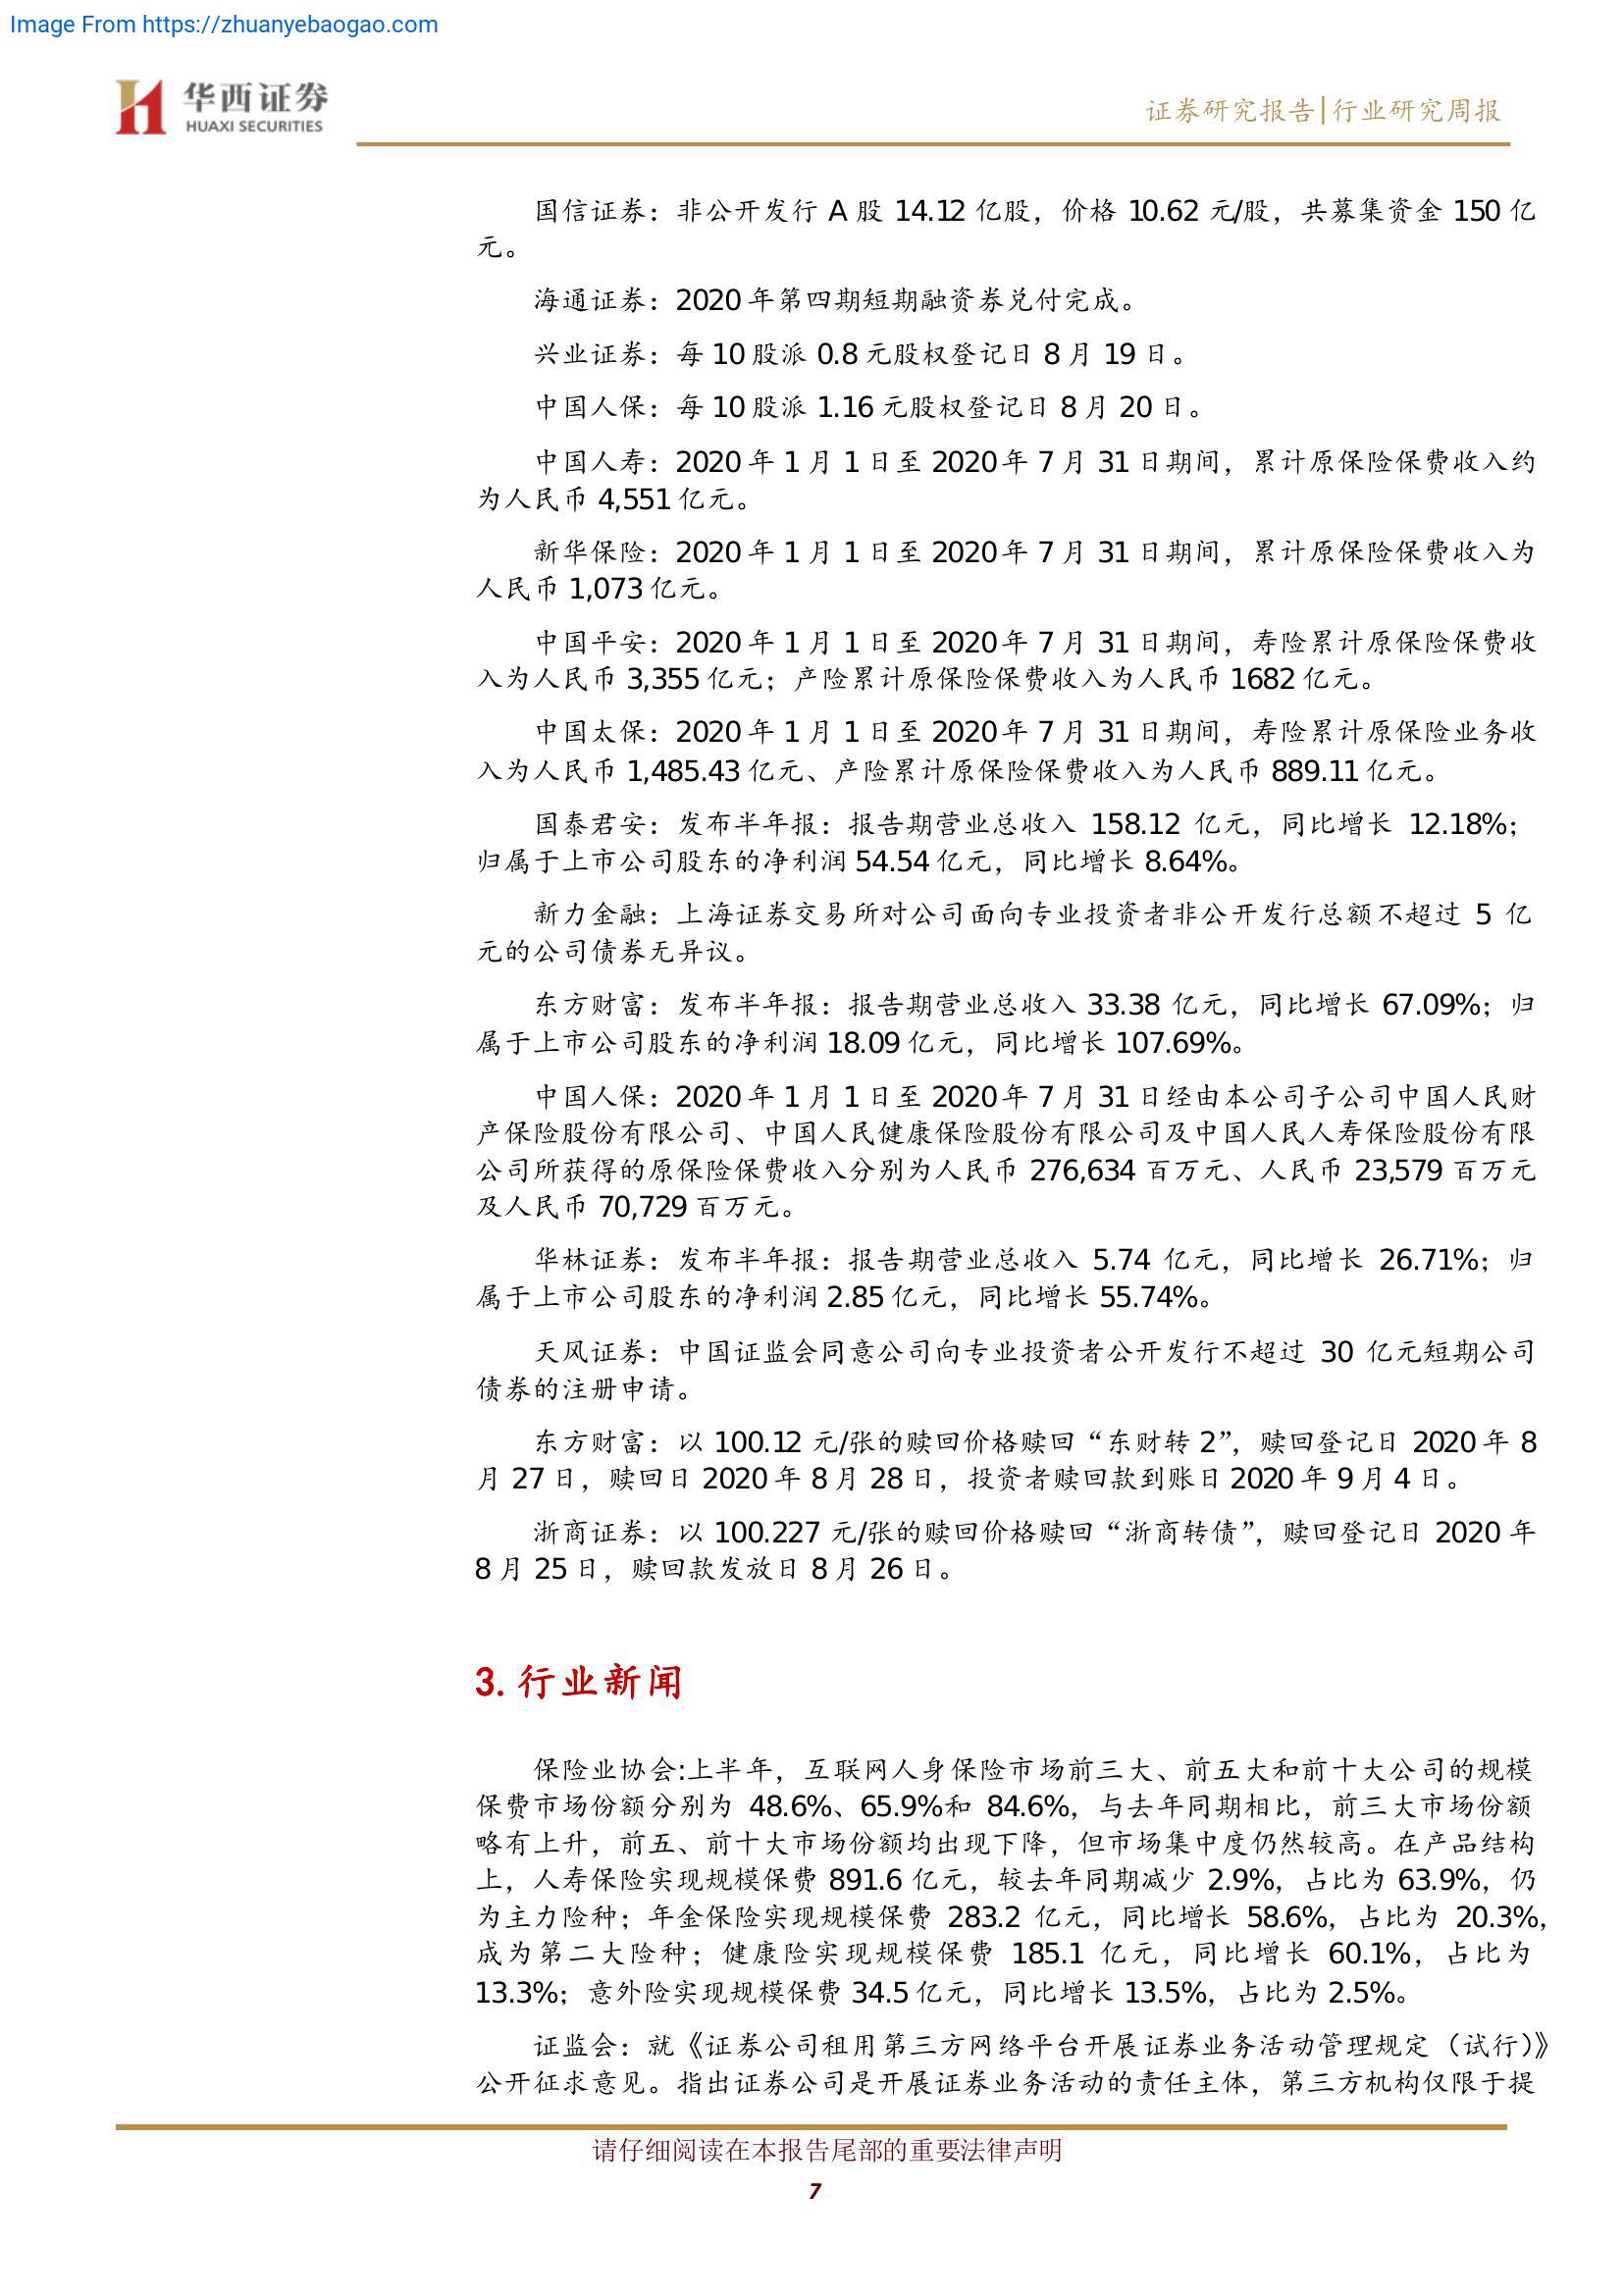 Image From https://zhuanyebaogao.com
华西证券
HUAXI SECURITIES
证券研究报告|行业研究周报
国信证券：非公开发行 A 股 14.12 亿股，价格 10.62 元/股，共募集资金 150 亿
元。
海通证券：2020 年第四期短期融资券兑付完成。
兴业证券：每 10 股派 0.8 元股权登记日 8 月 19 日。
中国人保：每 10 股派 1.16 元股权登记日 8 月 20 日。
中国人寿：2020 年 1 月 1 日至 2020 年 7 月 31 日期间，累计原保险保费收入约
为人民币 4,551 亿元。
新华保险：2020 年 1 月 1 日至 2020 年 7 月 31 日期间，累计原保险保费收入为
人民币 1,073 亿元。
中国平安：2020 年 1 月 1 日至 2020 年 7 月 31 日期间，寿险累计原保险保费收
入为人民币 3,355 亿元；产险累计原保险保费收入为人民币 1682 亿元。
中国太保：2020 年 1 月 1 日至 2020 年 7 月 31 日期间，寿险累计原保险业务收
入为人民币 1,485.43 亿元、产险累计原保险保费收入为人民币 889.11 亿元。
国泰君安：发布半年报：报告期营业总收入 158.12 亿元，同比增长 12.18%；
归属于上市公司股东的净利润 54.54 亿元，同比增长 8.64%。
新力金融：上海证券交易所对公司面向专业投资者非公开发行总额不超过 5 亿
元的公司债券无异议。
东方财富：发布半年报：报告期营业总收入 33.38 亿元，同比增长 67.09%；归
属于上市公司股东的净利润 18.09 亿元，同比增长 107.69%。
中国人保：2020 年 1 月 1 日至 2020 年 7 月 31 日经由本公司子公司中国人民财
产保险股份有限公司、中国人民健康保险股份有限公司及中国人民人寿保险股份有限
公司所获得的原保险保费收入分别为人民币 276,634 百万元、人民币 23,579 百万元
及人民币 70,729 百万元。
华林证券：发布半年报：报告期营业总收入 5.74 亿元，同比增长 26.71%；归
属于上市公司股东的净利润 2.85 亿元，同比增长 55.74%。
天风证券：中国证监会同意公司向专业投资者公开发行不超过 30 亿元短期公司
债券的注册申请。
东方财富：以 100.12 元/张的赎回价格赎回“东财转 2”，赎回登记日 2020 年 8
月 27 日，赎回日 2020 年 8 月 28 日，投资者赎回款到账日 2020 年 9 月 4 日。
浙商证券：以 100.227 元/张的赎回价格赎回“浙商转债”，赎回登记日 2020 年
8 月 25 日，赎回款发放日 8 月 26 日。
3. 行业新闻
保险业协会:上半年，互联网人身保险市场前三大、前五大和前十大公司的规模
保费市场份额分别为 48.6%、65.9%和 84.6%，与去年同期相比，前三大市场份额
略有上升，前五、前十大市场份额均出现下降，但市场集中度仍然较高。在产品结构
上，人寿保险实现规模保费 891.6 亿元，较去年同期减少 2.9%，占比为 63.9%，仍
为主力险种；年金保险实现规模保费 283.2 亿元，同比增长 58.6%，占比为 20.3%，
成为第二大险种；健康险实现规模保费 185.1 亿元，同比增长 60.1%，占比为
13.3%；意外险实现规模保费 34.5 亿元，同比增长 13.5%，占比为 2.5%。
证监会：就《证券公司租用第三方网络平台开展证券业务活动管理规定（试行）》
公开征求意见。指出证券公司是开展证券业务活动的责任主体，第三方机构仅限于提
请仔细阅读在本报告尾部的重要法律声明
7